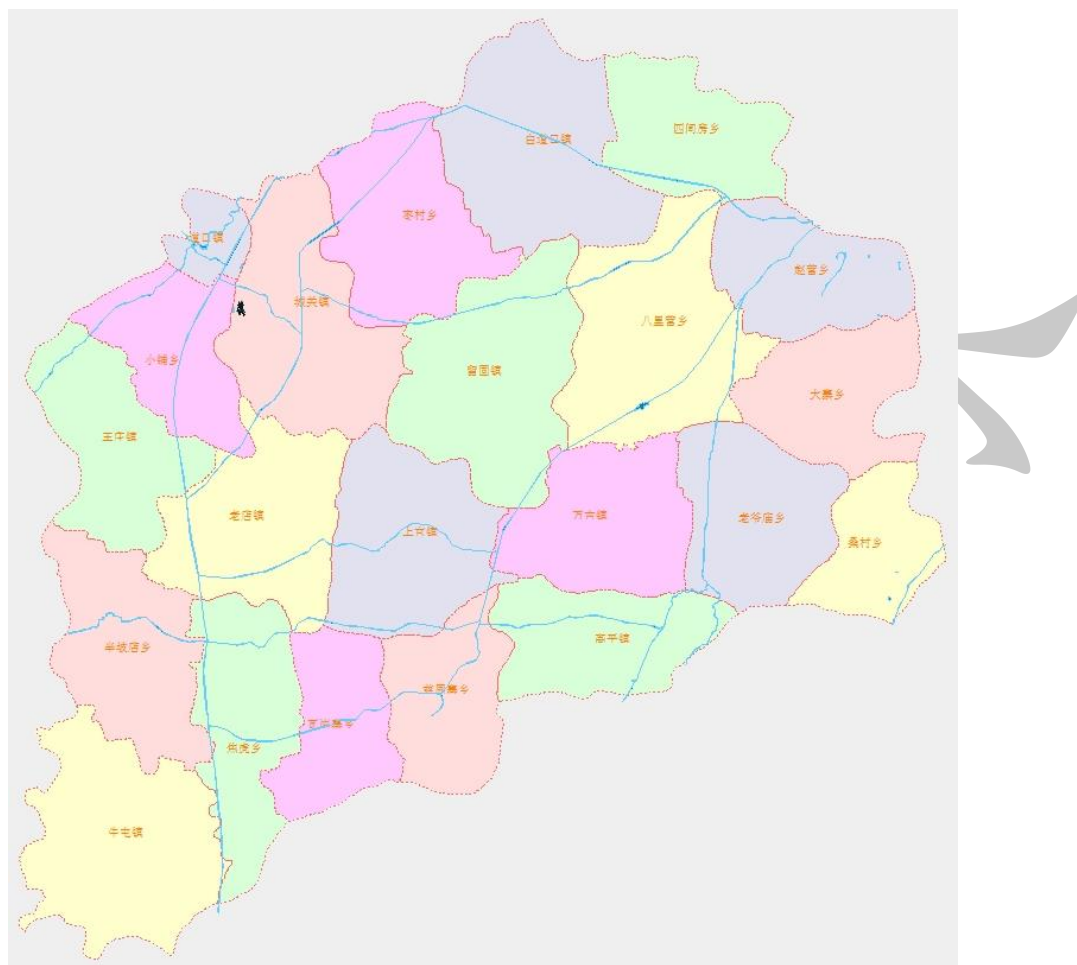 四间房乡
白道口镇
枣村乡
道口镇
赵营乡
城关镇
八里营乡
小铺乡
留固镇
大寨乡
王庄镇
老店镇
万古镇
老爷庙乡
上官镇
桑村乡
高平镇
半坡店乡
慈周寨乡
瓦岗寨乡
焦虎乡
牛屯镇